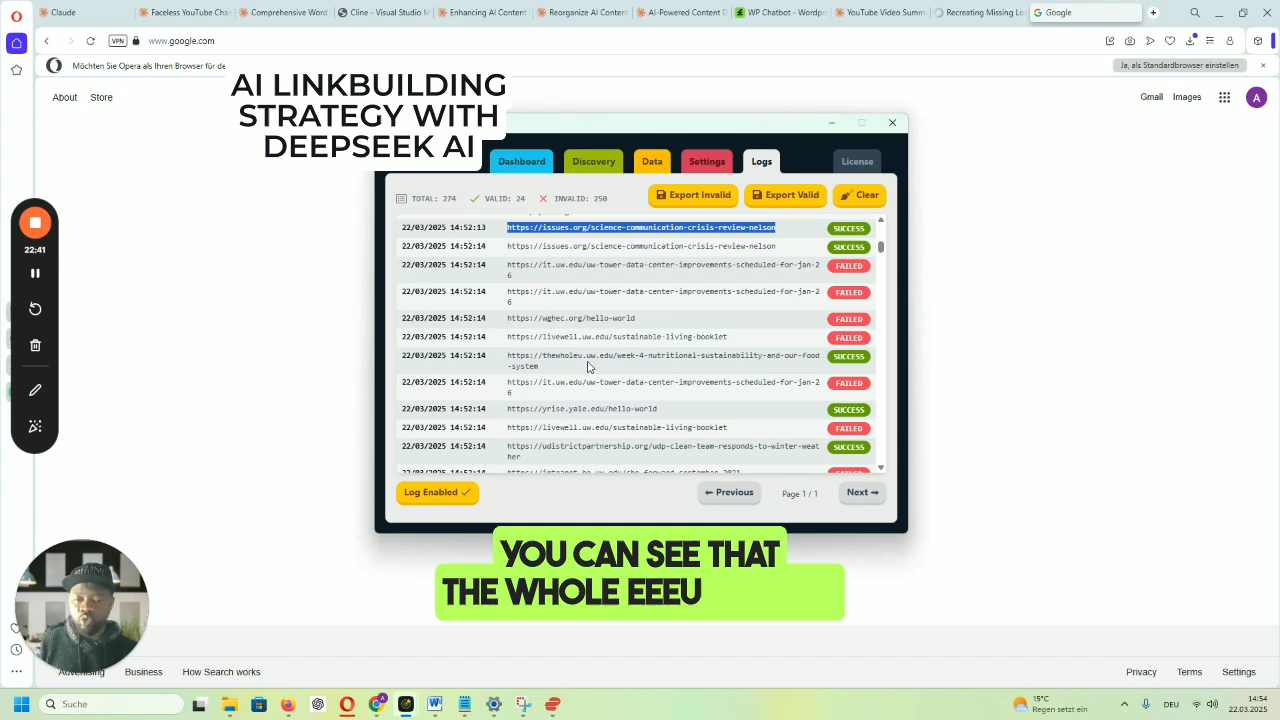 Asana
Faceless Chat
Cline - Visual Studio M
Enhancing AI Content
Reorganize AI Conten
AI-Powered Content D
WP Chatbot - Wordp
YouTube Video Summ
Recreating Missing Lo
Google
VPN
www.google.com
Möchten Sie Opera als Ihren Browser für de
Ja, als Standardbrowser einstellen
About
Store
Gmail
Images
A
AI LINKBUILDING
STRATEGY WITH
DEEPSEEK AI
Dashboard
Discovery
Data
Settings
Logs
License
TOTAL: 274
VALID: 24
INVALID: 250
Export Invalid
Export Valid
Clear
22/03/2025 14:52:13 https://issues.org/science-communication-crisis-review-nelson SUCCESS
22/03/2025 14:52:14 https://issues.org/science-communication-crisis-review-nelson SUCCESS
22/03/2025 14:52:14 https://it.uw.edu/uw-tower-data-center-improvements-scheduled-for-jan-2 FAILED
6
22/03/2025 14:52:14 https://it.uw.edu/uw-tower-data-center-improvements-scheduled-for-jan-2 FAILED
6
22/03/2025 14:52:14 https://wghec.org/hello-world FAILED
22/03/2025 14:52:14 https://livewell.uw.edu/sustainable-living-booklet FAILED
22/03/2025 14:52:14 https://thewholeu.uw.edu/week-4-nutritional-sustainability-and-our-food SUCCESS
-system
22/03/2025 14:52:14 https://it.uw.edu/uw-tower-data-center-improvements-scheduled-for-jan-2 FAILED
6
22/03/2025 14:52:14 https://yrise.yale.edu/hello-world SUCCESS
22/03/2025 14:52:14 https://livewell.uw.edu/sustainable-living-booklet FAILED
22/03/2025 14:52:14 https://udistrictpartnership.org/udp-clean-team-responds-to-winter-weat SUCCESS
her
Log Enabled
Previous
Page 1 / 1
Next
22:41
YOU CAN SEE THAT
THE WHOLE EEEU
Advertising
Business
How Search works
Privacy
Terms
Settings
Suche
15°C
Regen setzt ein
DEU
14:54
22.03.2025